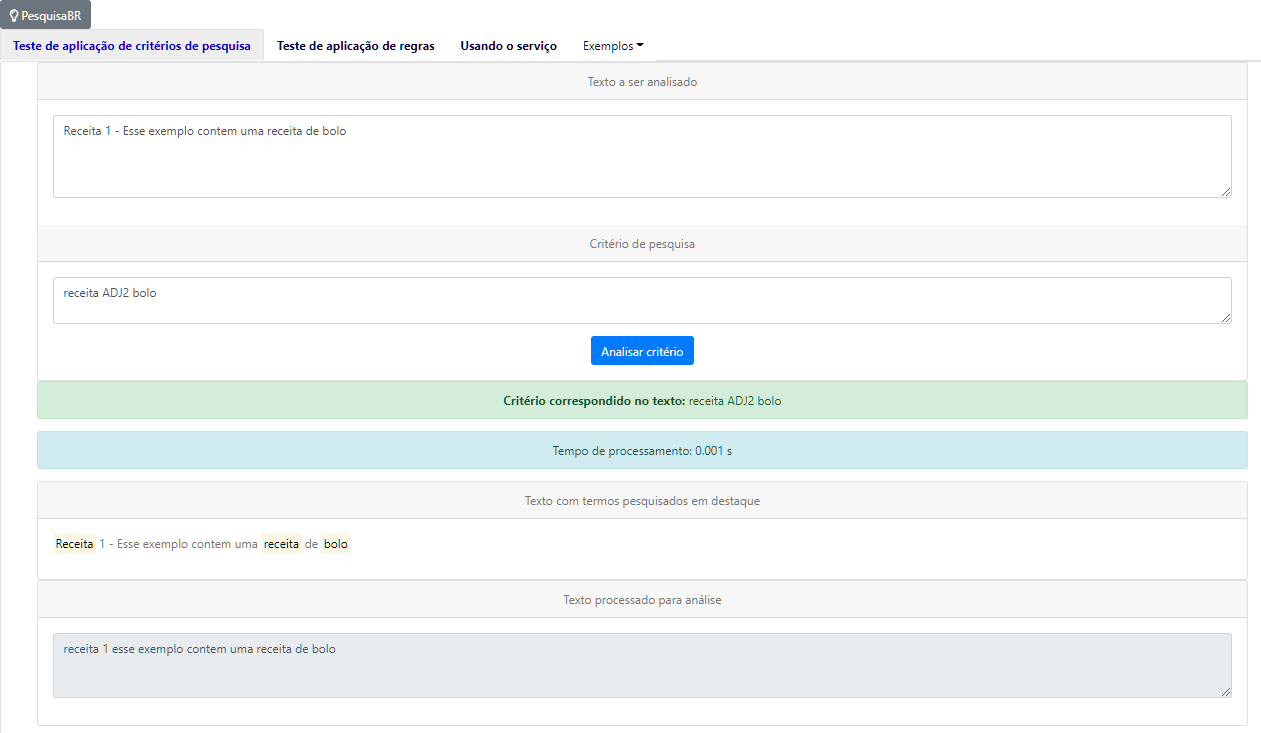 PesquisaBR
Teste de aplicação de critérios de pesquisa Teste de aplicação de regras Usando o serviço Exemplos
Texto a ser analisado
Receita 1 - Esse exemplo contem uma receita de bolo
Critério de pesquisa
receita ADJ2 bolo
Analisar critério
Critério correspondido no texto: receita ADJ2 bolo
Tempo de processamento: 0.001 s
Texto com termos pesquisados em destaque
Receita 1 - Esse exemplo contem uma receita de bolo
Texto processado para análise
receita 1 esse exemplo contem uma receita de bolo